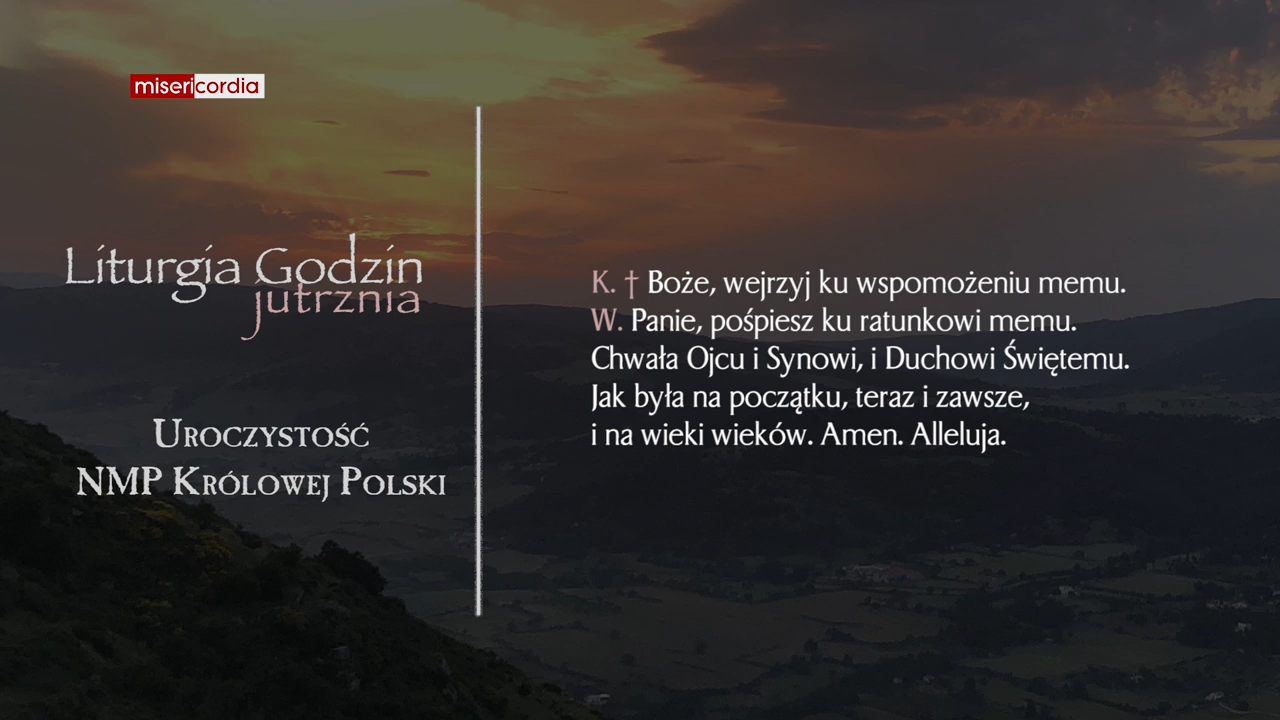 misericordia
Liturgia Godzin
jutrznia
Uroczystość
NMP Królowej Polski
K. † Boże, wejrzyj ku wspomożeniu memu.
W. Panie, pośpiesz ku ratunkowi memu.
Chwała Ojcu i Synowi, i Duchowi Świętemu.
Jak była na początku, teraz i zawsze,
i na wieki wieków. Amen. Alleluja.